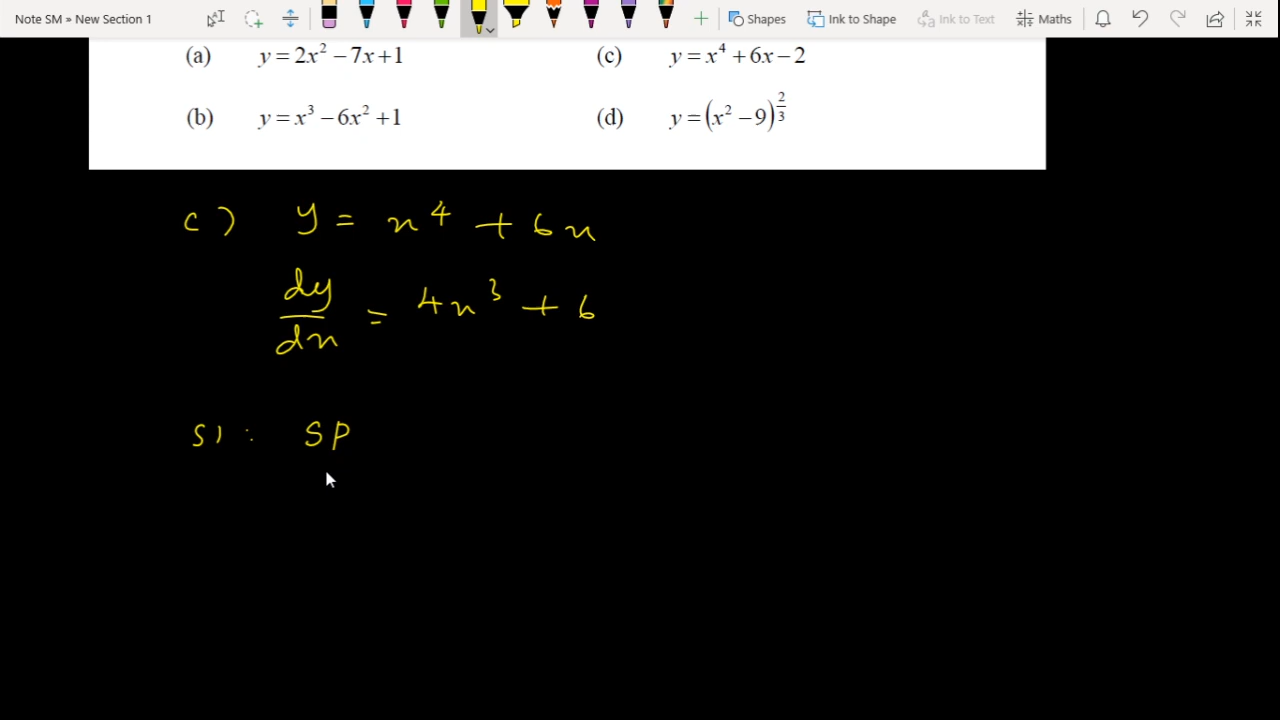 Note SM » New Section 1 Shapes Ink to Shape Ink to Text Maths
(a) y = 2x² − 7x + 1 (c) y = x⁴ + 6x − 2
(b) y = x³ − 6x² + 1 (d) y = (x² − 9)^(2/3)
c) y = x⁴ + 6x
dy/dx = 4x³ + 6
S1 : SP